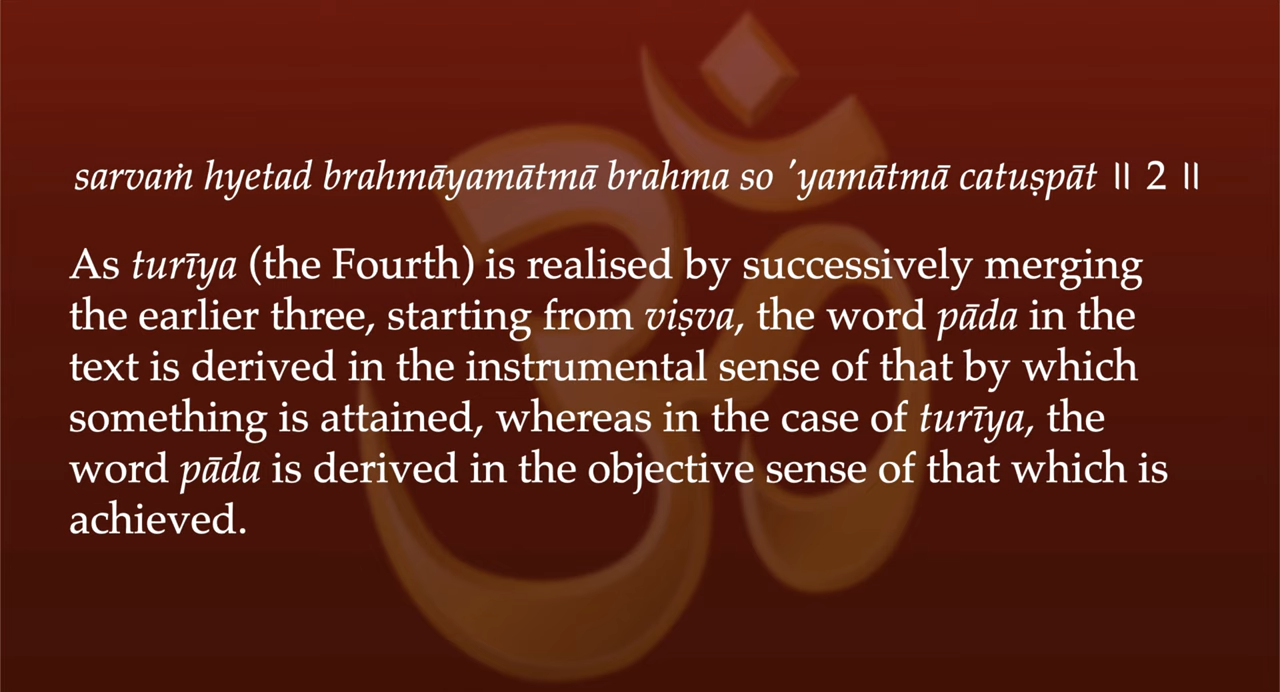 sarvaṁ hyetad brahmāyamātmā brahma so 'yamātmā catuṣpāt॥ 2 ॥
As turīya (the Fourth) is realised by successively merging
the earlier three, starting from viṣva, the word pāda in the
text is derived in the instrumental sense of that by which
something is attained, whereas in the case of turīya, the
word pāda is derived in the objective sense of that which is
achieved.